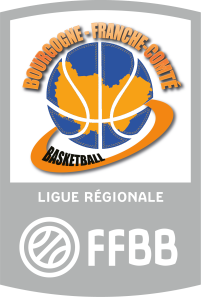 BOURGOGNE-FRANCHE-COMTÉ
BASKETBALL
LIGUE RÉGIONALE
FFBB